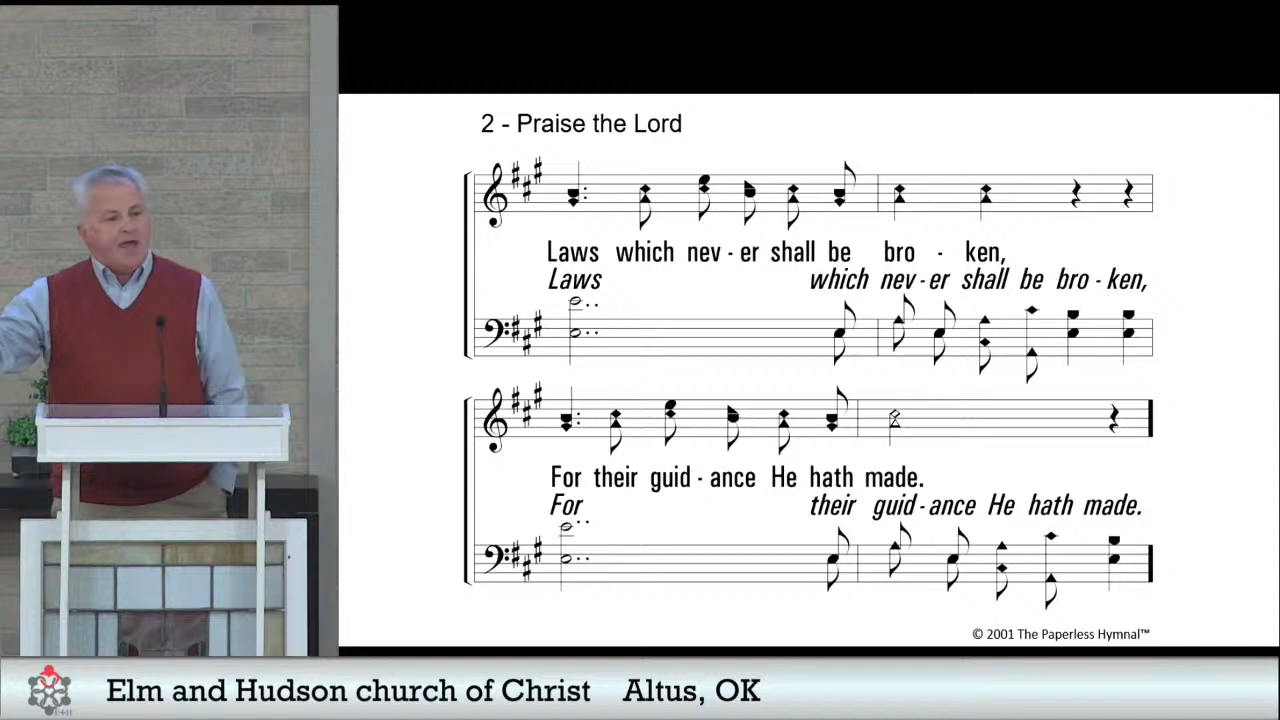 2 - Praise the Lord
Laws which nev - er shall be bro - ken,
Laws which nev - er shall be bro - ken,
For their guid - ance He hath made.
For their guid - ance He hath made.
© 2001 The Paperless Hymnal™
Elm and Hudson church of Christ Altus, OK
E+H